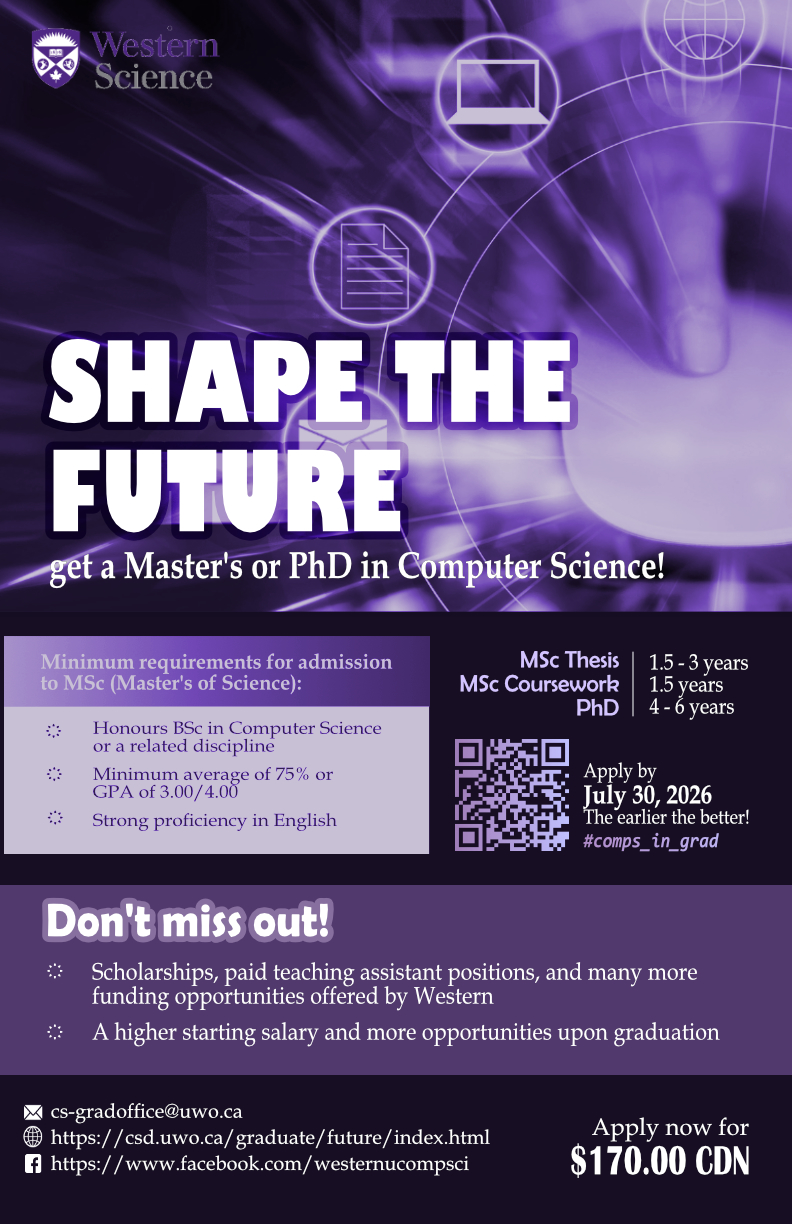 Western
Science
SHAPE THE
FUTURE
get a Master's or PhD in Computer Science!
Minimum requirements for admission
to MSc (Master's of Science):
Honours BSc in Computer Science
or a related discipline
Minimum average of 75% or
GPA of 3.00/4.00
Strong proficiency in English
MSc Thesis 1.5 - 3 years
MSc Coursework 1.5 years
PhD 4 - 6 years
Apply by
July 30, 2026
The earlier the better!
#comps_in_grad
Don't miss out!
Scholarships, paid teaching assistant positions, and many more
funding opportunities offered by Western
A higher starting salary and more opportunities upon graduation
cs-gradoffice@uwo.ca
https://csd.uwo.ca/graduate/future/index.html
https://www.facebook.com/westernucompsci
Apply now for
$170.00 CDN